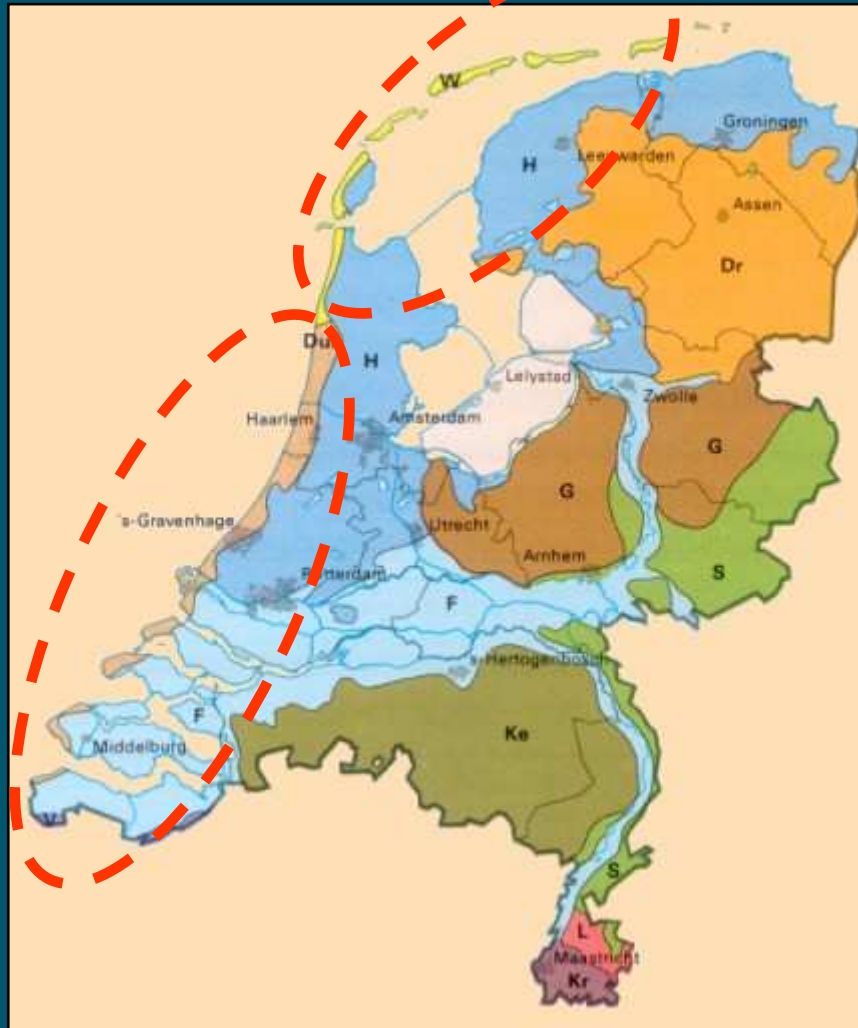 W
Groningen
H
Leeuwarden
Assen
Dr
Du
H
Lelystad
Zwolle
Haarlem
Amsterdam
G
G
's-Gravenhage
Utrecht
Arnhem
S
Rotterdam
F
's-Hertogenbosch
F
Ke
Middelburg
V
S
L
Maastricht
Kr